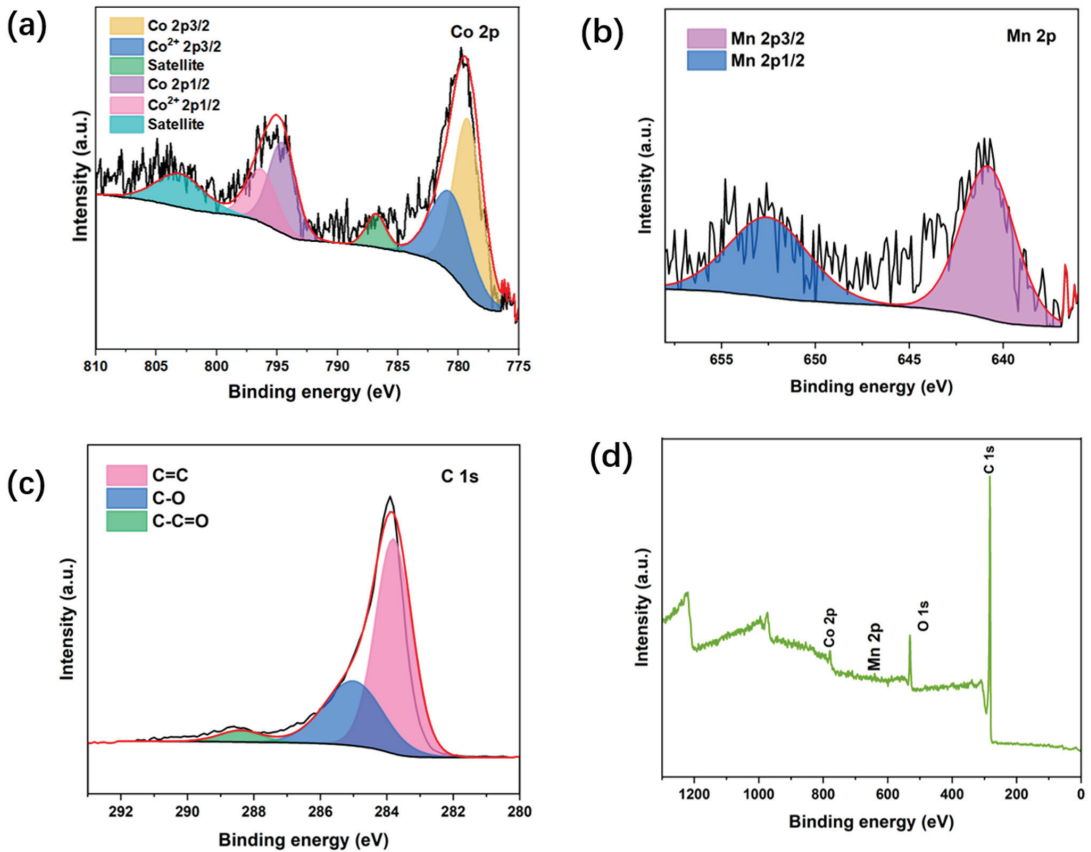 (a)
Co 2p3/2
Co²⁺ 2p3/2
Satellite
Co 2p1/2
Co²⁺ 2p1/2
Satellite
Co 2p
Intensity (a.u.)
810 805 800 795 790 785 780 775
Binding energy (eV)
(b)
Mn 2p3/2
Mn 2p1/2
Mn 2p
Intensity (a.u.)
655 650 645 640
Binding energy (eV)
(c)
C=C
C-O
C-C=O
C 1s
Intensity (a.u.)
292 290 288 286 284 282 280
Binding energy (eV)
(d)
Co 2p
Mn 2p
O 1s
C 1s
Intensity (a.u.)
1200 1000 800 600 400 200 0
Binding energy (eV)